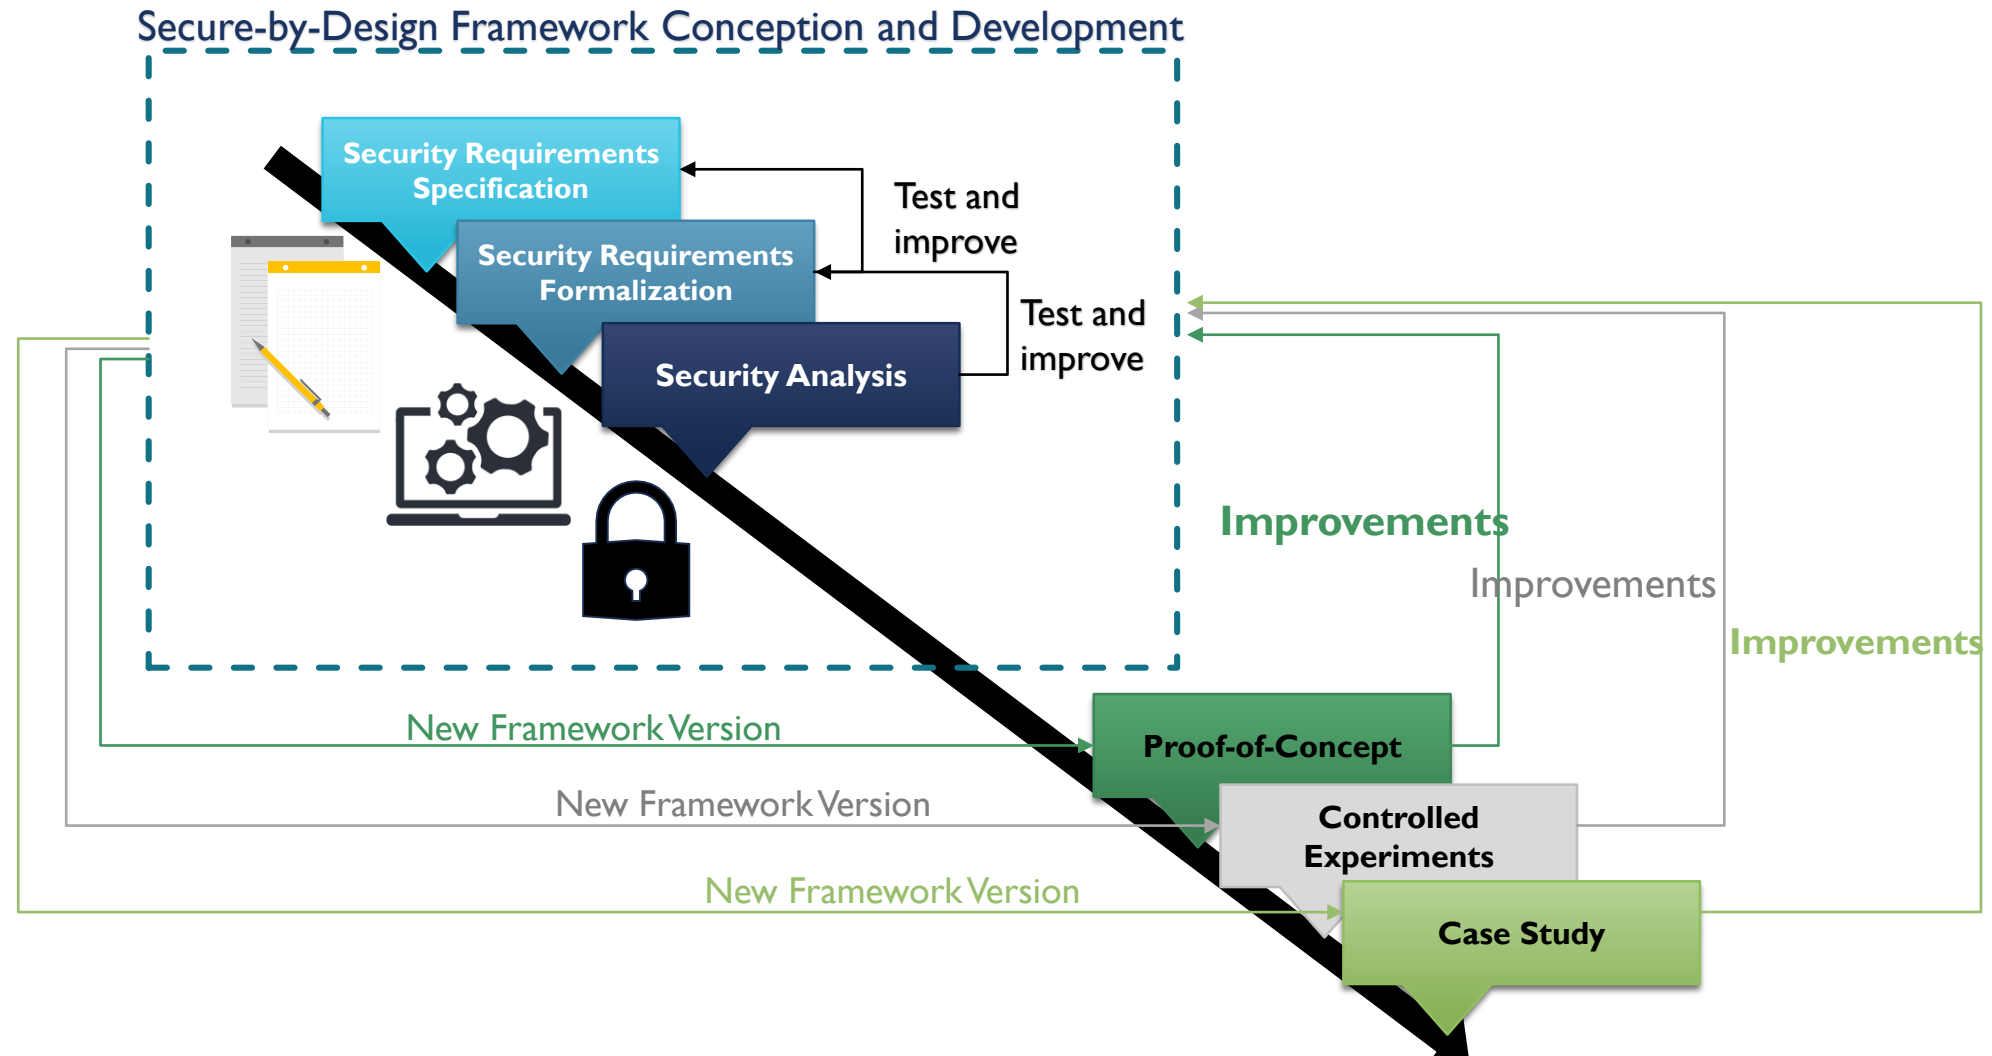 Secure-by-Design Framework Conception and Development
Security Requirements
Specification
Test and
improve
Security Requirements
Formalization
Test and
improve
Security Analysis
Improvements
Improvements
Improvements
New Framework Version
Proof-of-Concept
New Framework Version
Controlled
Experiments
New Framework Version
Case Study